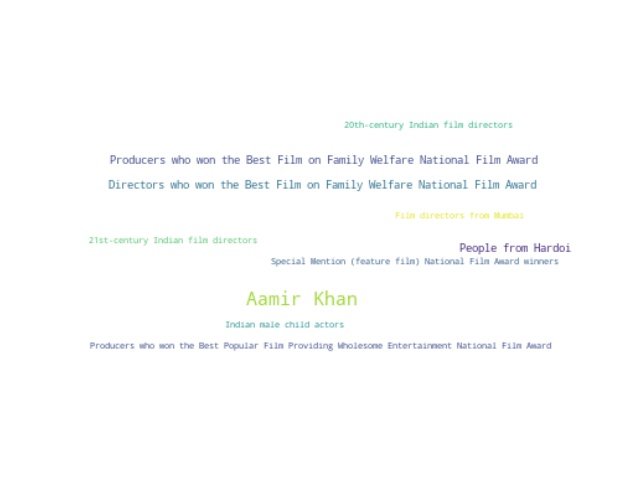 20th-century Indian film directors
Producers who won the Best Film on Family Welfare National Film Award
Directors who won the Best Film on Family Welfare National Film Award
Film directors from Mumbai
21st-century Indian film directors
People from Hardoi
Special Mention (feature film) National Film Award winners
Aamir Khan
Indian male child actors
Producers who won the Best Popular Film Providing Wholesome Entertainment National Film Award